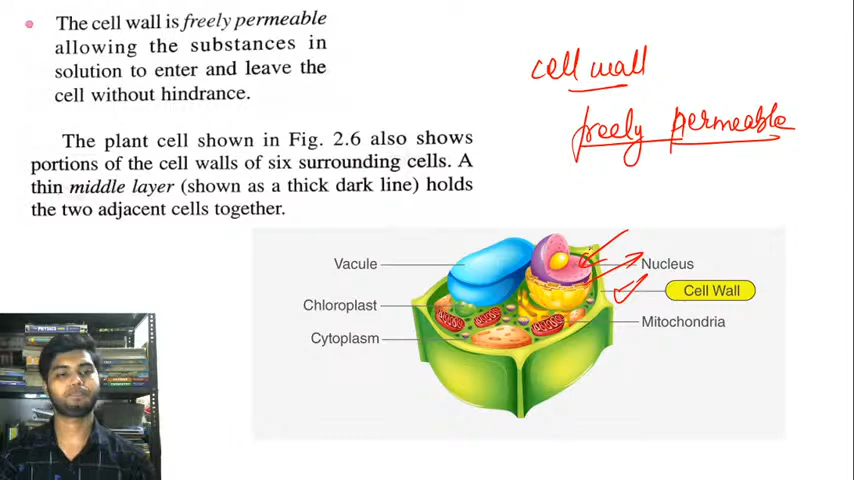 The cell wall is freely permeable
allowing the substances in
solution to enter and leave the
cell without hindrance.
The plant cell shown in Fig. 2.6 also shows
portions of the cell walls of six surrounding cells. A
thin middle layer (shown as a thick dark line) holds
the two adjacent cells together.
cell wall
freely permeable
Vacule
Chloroplast
Cytoplasm
Nucleus
Cell Wall
Mitochondria